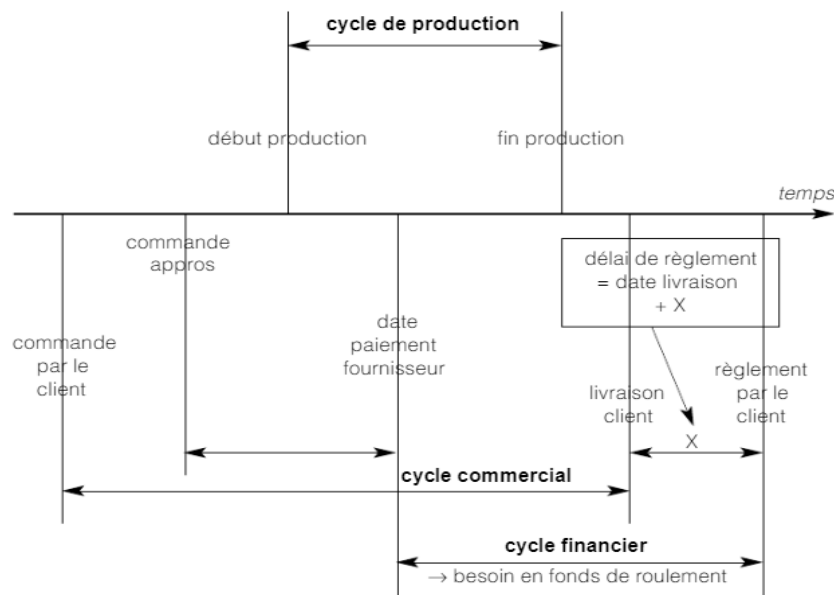 cycle de production
début production
fin production
temps
commande
appros
délai de règlement
= date livraison
+ X
commande
par le
client
date
paiement
fournisseur
livraison
client
règlement
par le
client
X
cycle commercial
cycle financier
→ besoin en fonds de roulement